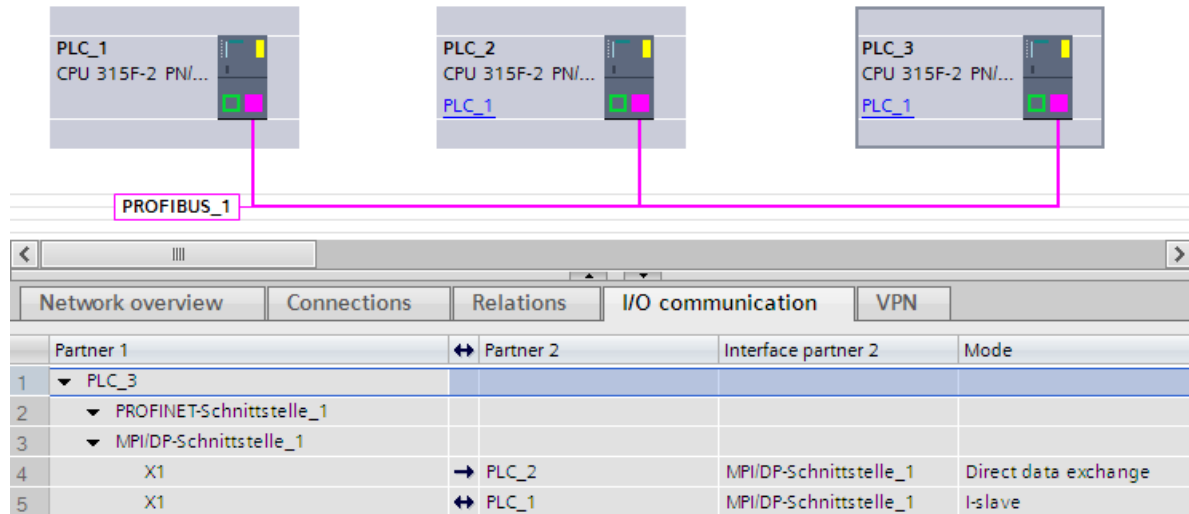 PLC_1 PLC_2 PLC_3
CPU 315F-2 PN/... CPU 315F-2 PN/... CPU 315F-2 PN/...
PLC_1 PLC_1
PROFIBUS_1
Network overview Connections Relations I/O communication VPN
Partner 1 Partner 2 Interface partner 2 Mode
1 PLC_3
2 PROFINET-Schnittstelle_1
3 MPI/DP-Schnittstelle_1
4 X1 PLC_2 MPI/DP-Schnittstelle_1 Direct data exchange
5 X1 PLC_1 MPI/DP-Schnittstelle_1 I-slave